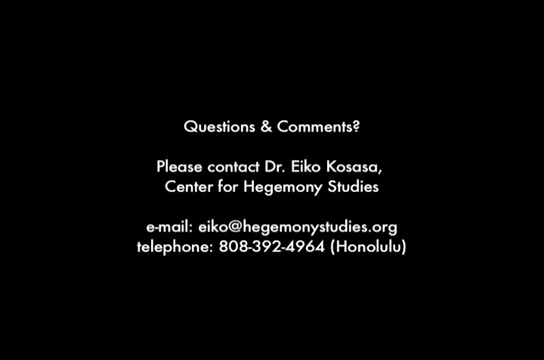 Questions & Comments?
Please contact Dr. Eiko Kosasa,
Center for Hegemony Studies
e-mail: eiko@hegemonystudies.org
telephone: 808-392-4964 (Honolulu)